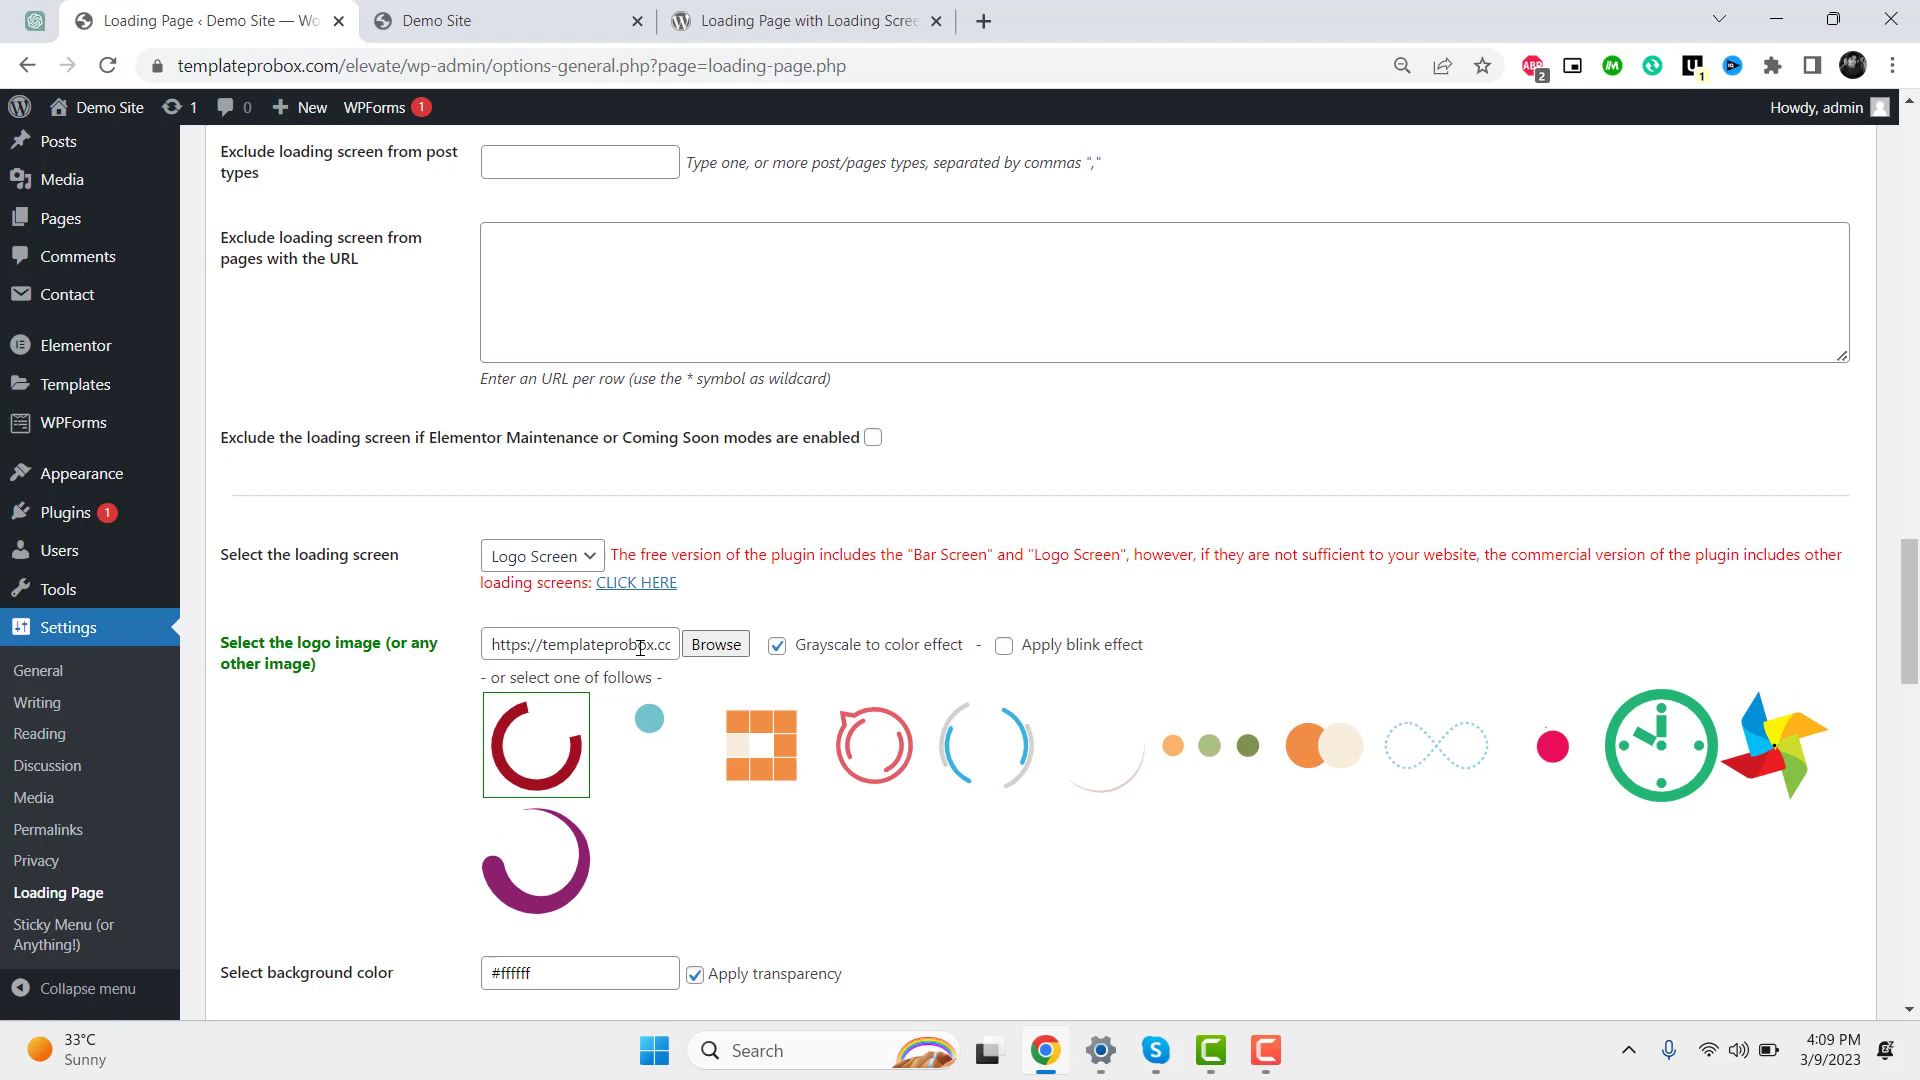 Loading Page ‹ Demo Site — Wo
Demo Site
Loading Page with Loading Scree
templateprobox.com/elevate/wp-admin/options-general.php?page=loading-page.php
ABP
2
1
Demo Site
1
0
New
WPForms
1
Howdy, admin
Posts
Media
Pages
Comments
Contact
Elementor
Templates
WPForms
Appearance
Plugins
1
Users
Tools
Settings
General
Writing
Reading
Discussion
Media
Permalinks
Privacy
Loading Page
Sticky Menu (or
Anything!)
Collapse menu
Exclude loading screen from post
types
Type one, or more post/pages types, separated by commas ","
Exclude loading screen from
pages with the URL
Enter an URL per row (use the * symbol as wildcard)
Exclude the loading screen if Elementor Maintenance or Coming Soon modes are enabled
Select the loading screen
Logo Screen
The free version of the plugin includes the "Bar Screen" and "Logo Screen", however, if they are not sufficient to your website, the commercial version of the plugin includes other
loading screens: CLICK HERE
Select the logo image (or any
other image)
https://templateprobox.cc
Browse
Grayscale to color effect
-
Apply blink effect
- or select one of follows -
Select background color
#ffffff
Apply transparency
33°C
Sunny
Search
4:09 PM
3/9/2023